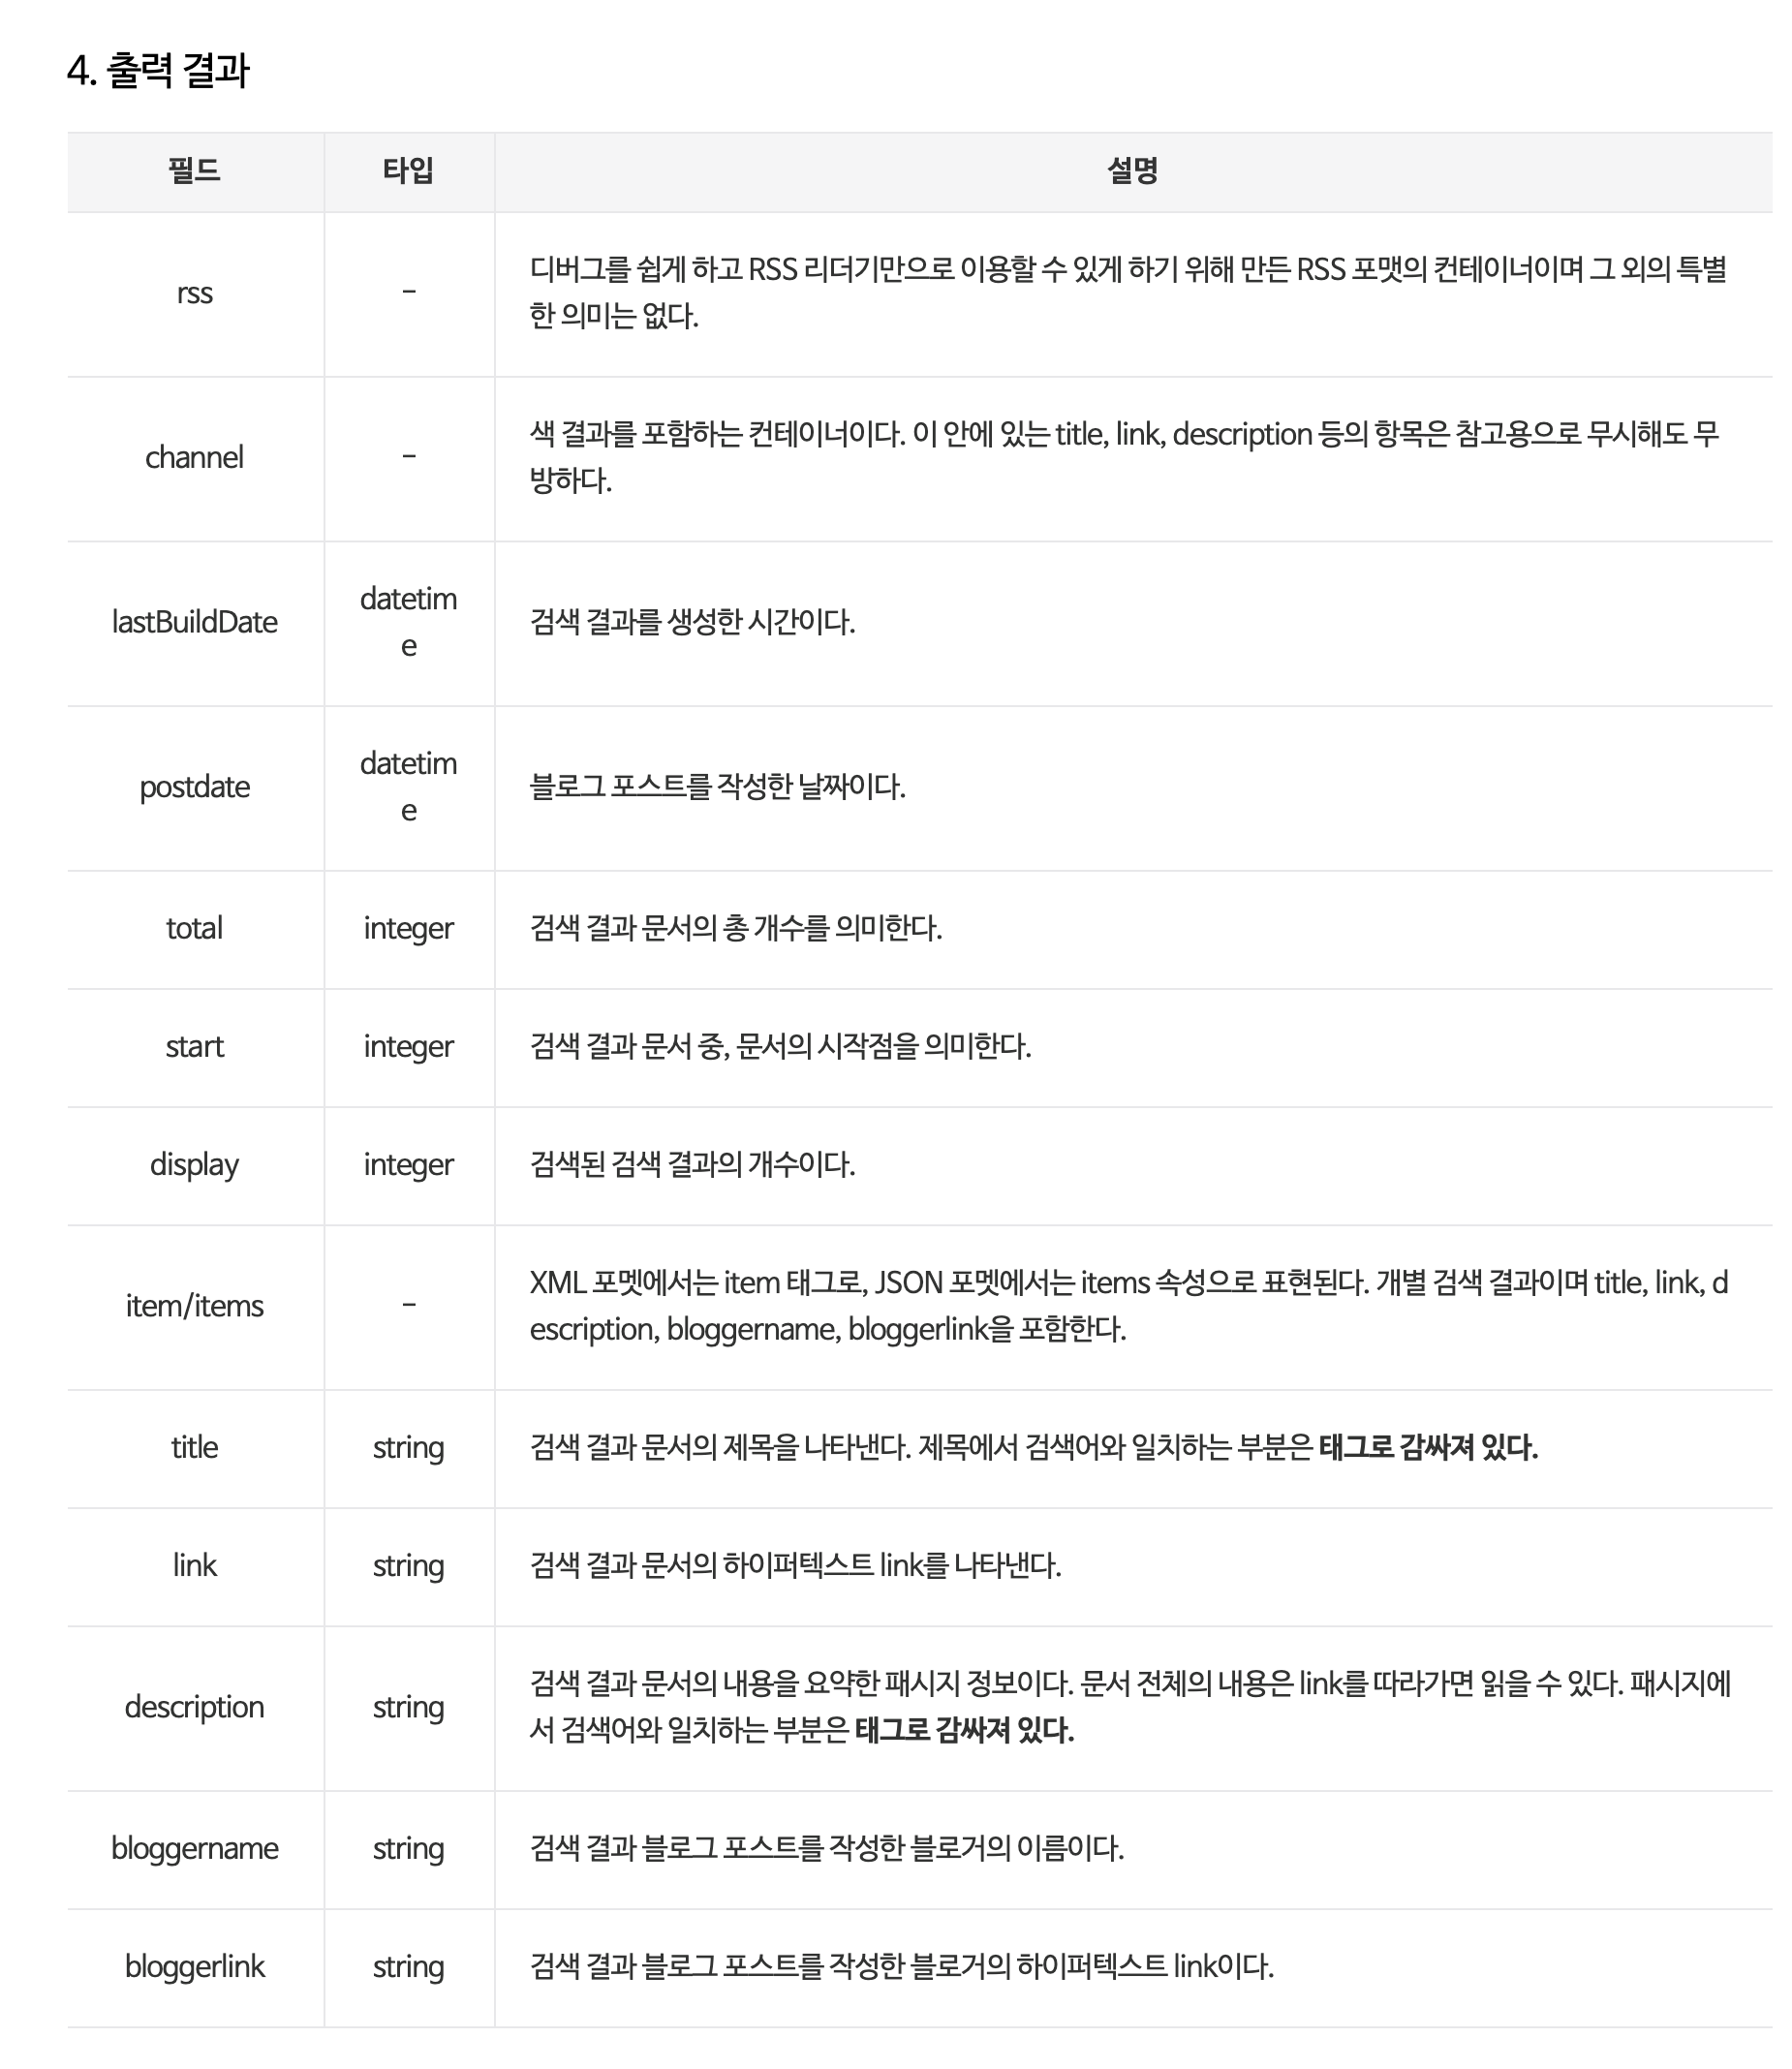 4. 출력 결과
필드 타입 설명
rss - 디버그를 쉽게 하고 RSS 리더기만으로 이용할 수 있게 하기 위해 만든 RSS 포맷의 컨테이너이며 그 외의 특별
한 의미는 없다.
channel - 색 결과를 포함하는 컨테이너이다. 이 안에 있는 title, link, description 등의 항목은 참고용으로 무시해도 무
방하다.
lastBuildDate datetim
e 검색 결과를 생성한 시간이다.
postdate datetim
e 블로그 포스트를 작성한 날짜이다.
total integer 검색 결과 문서의 총 개수를 의미한다.
start integer 검색 결과 문서 중, 문서의 시작점을 의미한다.
display integer 검색된 검색 결과의 개수이다.
item/items - XML 포멧에서는 item 태그로, JSON 포멧에서는 items 속성으로 표현된다. 개별 검색 결과이며 title, link, d
escription, bloggername, bloggerlink을 포함한다.
title string 검색 결과 문서의 제목을 나타낸다. 제목에서 검색어와 일치하는 부분은 태그로 감싸져 있다.
link string 검색 결과 문서의 하이퍼텍스트 link를 나타낸다.
description string 검색 결과 문서의 내용을 요약한 패시지 정보이다. 문서 전체의 내용은 link를 따라가면 읽을 수 있다. 패시지에
서 검색어와 일치하는 부분은 태그로 감싸져 있다.
bloggername string 검색 결과 블로그 포스트를 작성한 블로거의 이름이다.
bloggerlink string 검색 결과 블로그 포스트를 작성한 블로거의 하이퍼텍스트 link이다.